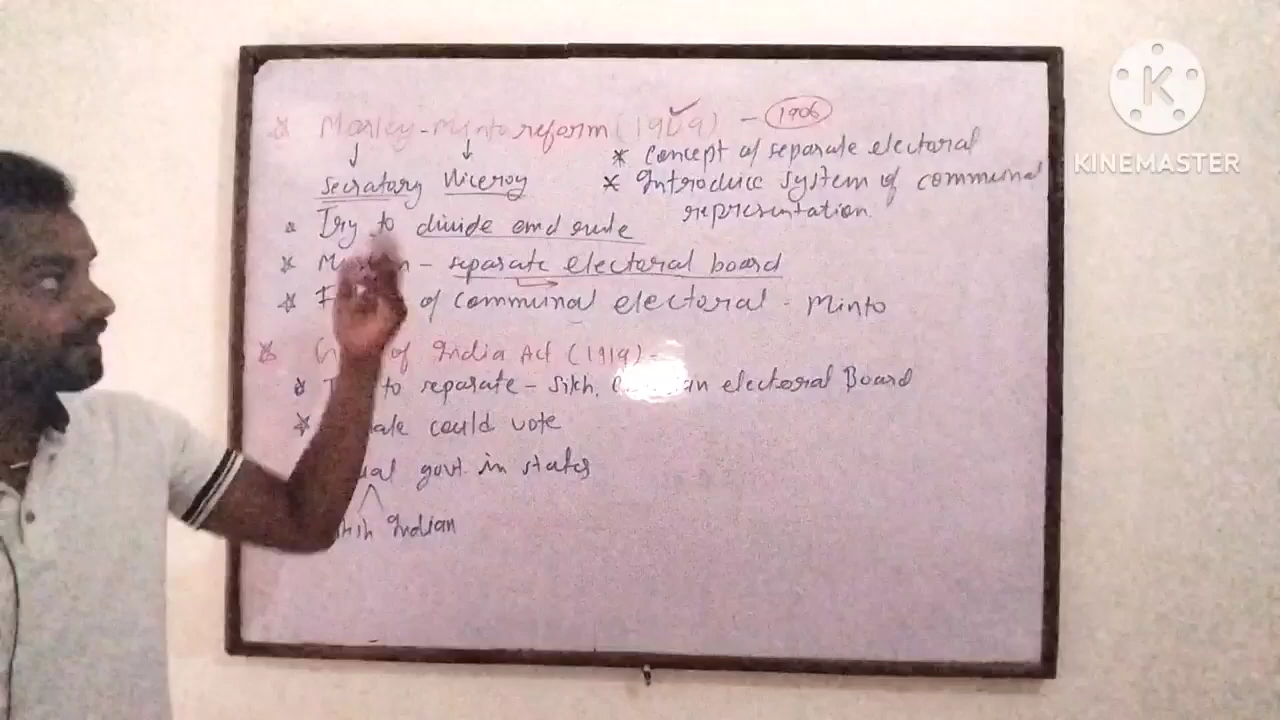 Morley-Minto reform (1909) - 1906
Secratary Viceroy
* Concept of separate electoral
* Introduce system of communal
representation.
* Try to divide and rule
* - separate electoral board
* of communal electoral - Minto
* of India Act (1919) -
* to separate - Sikh, electoral Board
* could vote
govt. in states
Indian
KINEMASTER